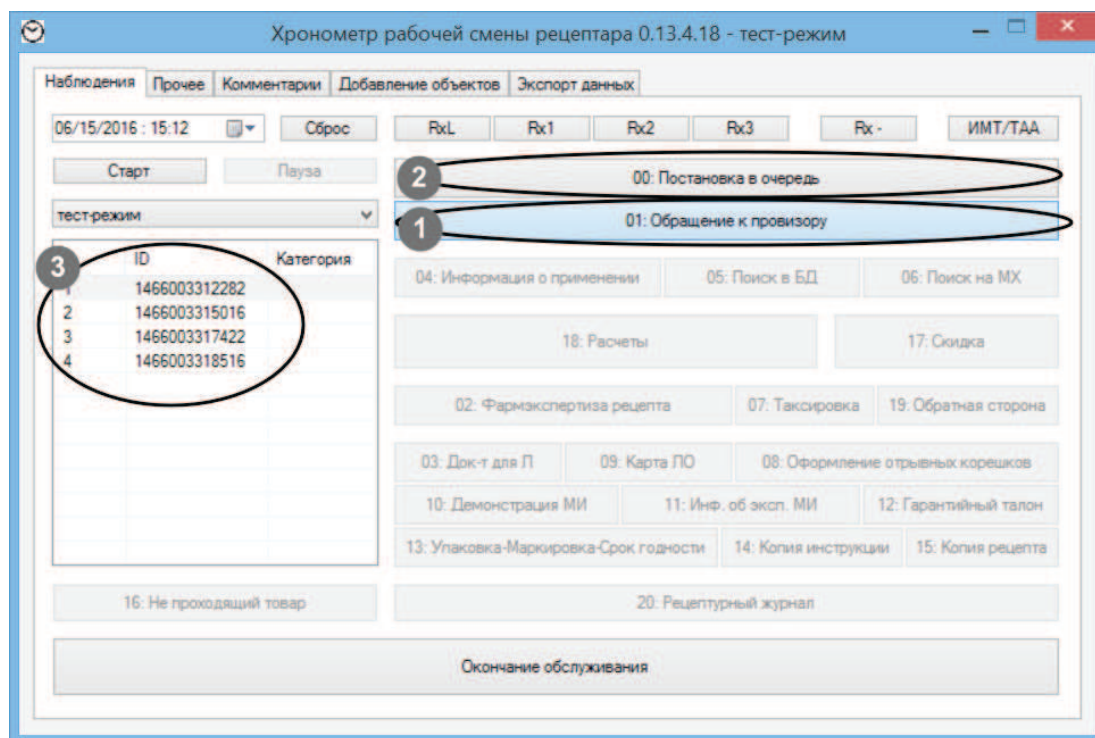 Хронометр рабочей смены рецептара 0.13.4.18 - тест-режим
Наблюдения Прочее Комментарии Добавление объектов Экспорт данных
06/15/2016 : 15:12 Сброс RxL Rx1 Rx2 Rx3 Rx - ИМТ/ТАА
Старт Пауза 2 00: Постановка в очередь
тест-режим 1 01: Обращение к провизору
3 ID Категория
04: Информация о применении 05: Поиск в БД 06: Поиск на МХ
1 1466003312282
2 1466003315016
3 1466003317422
4 1466003318516
18: Расчеты 17: Скидка
02: Фармэкспертиза рецепта 07: Таксировка 19: Обратная сторона
03: Док-т для П 09: Карта ЛО 08: Оформление отрывных корешков
10: Демонстрация МИ 11: Инф. об эксп. МИ 12: Гарантийный талон
13: Упаковка-Маркировка-Срок годности 14: Копия инструкции 15: Копия рецепта
16: Не проходящий товар 20: Рецептурный журнал
Окончание обслуживания